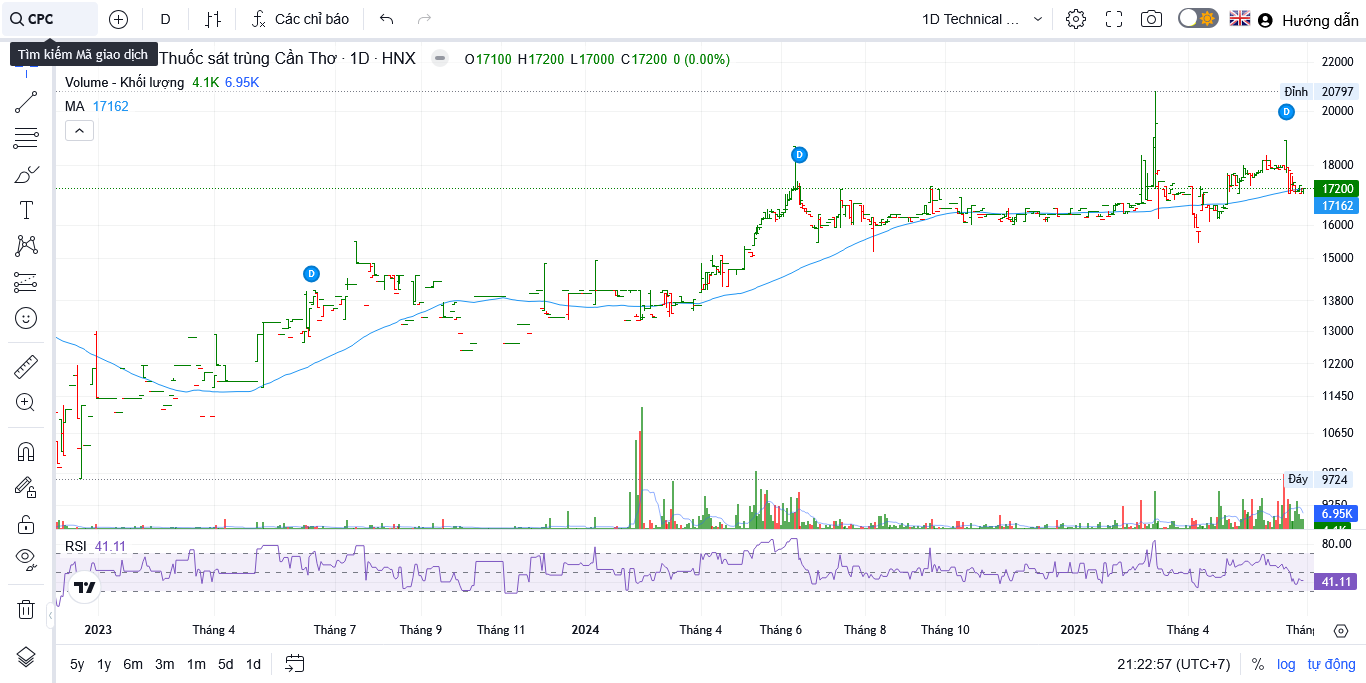 CPC
D
Các chỉ báo
1D Technical ...
Hướng dẫn
Tìm kiếm Mã giao dịch
Thuốc sát trùng Cần Thơ · 1D · HNX
O17100 H17200 L17000 C17200 0 (0.00%)
Volume - Khối lượng 4.1K 6.95K
MA 17162
22000
Đỉnh 20797
20000
18000
17200
17162
16000
15000
13800
13000
12200
11450
10650
Đáy 9724
9250
6.95K
D
D
D
T
RSI 41.11
80.00
41.11
2023
Tháng 4
Tháng 7
Tháng 9
Tháng 11
2024
Tháng 4
Tháng 6
Tháng 8
Tháng 10
2025
Tháng 4
5y 1y 6m 3m 1m 5d 1d
21:22:57 (UTC+7)
% log tự động